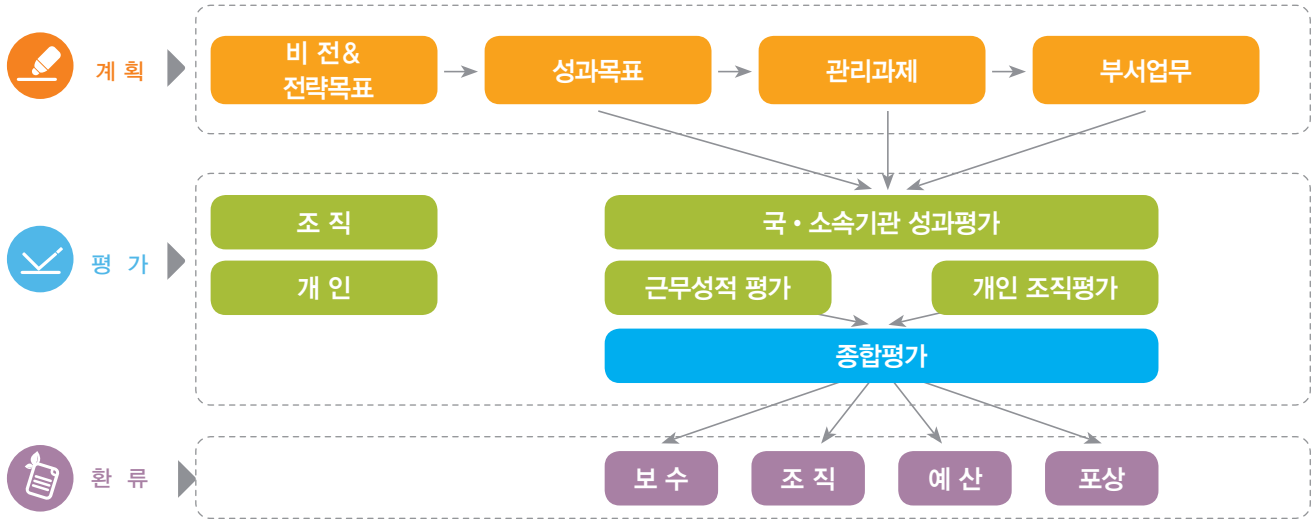 계 획
비 전&
전략목표
성과목표
관리과제
부서업무
평 가
조 직
국·소속기관 성과평가
개 인
근무성적 평가
개인 조직평가
종합평가
환 류
보 수
조 직
예 산
포상